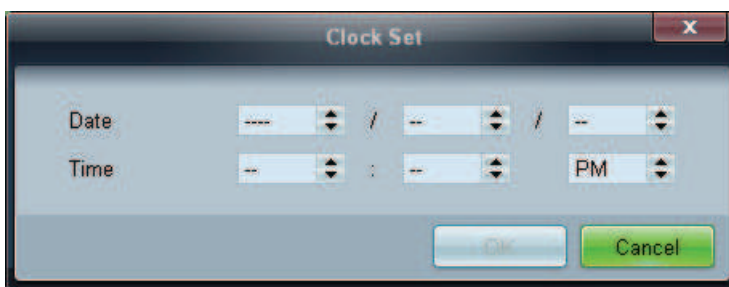 Clock Set
x
Date ---- / -- / --
Time -- : -- PM
OK Cancel